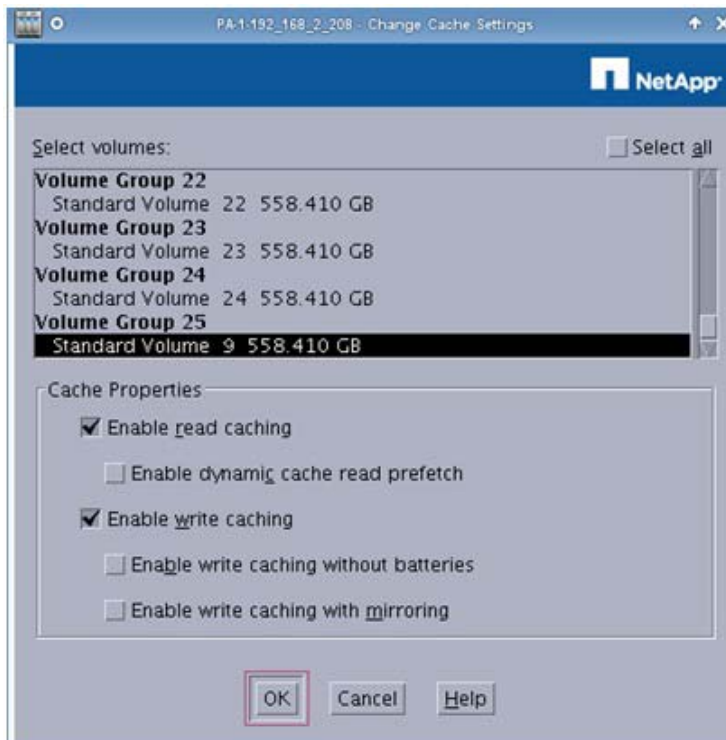 PA-1-192_168_2_208 - Change Cache Settings
NetApp
Select volumes:
Select all
Volume Group 22
Standard Volume 22 558.410 GB
Volume Group 23
Standard Volume 23 558.410 GB
Volume Group 24
Standard Volume 24 558.410 GB
Volume Group 25
Standard Volume 9 558.410 GB
Cache Properties
Enable read caching
Enable dynamic cache read prefetch
Enable write caching
Enable write caching without batteries
Enable write caching with mirroring
OK Cancel Help